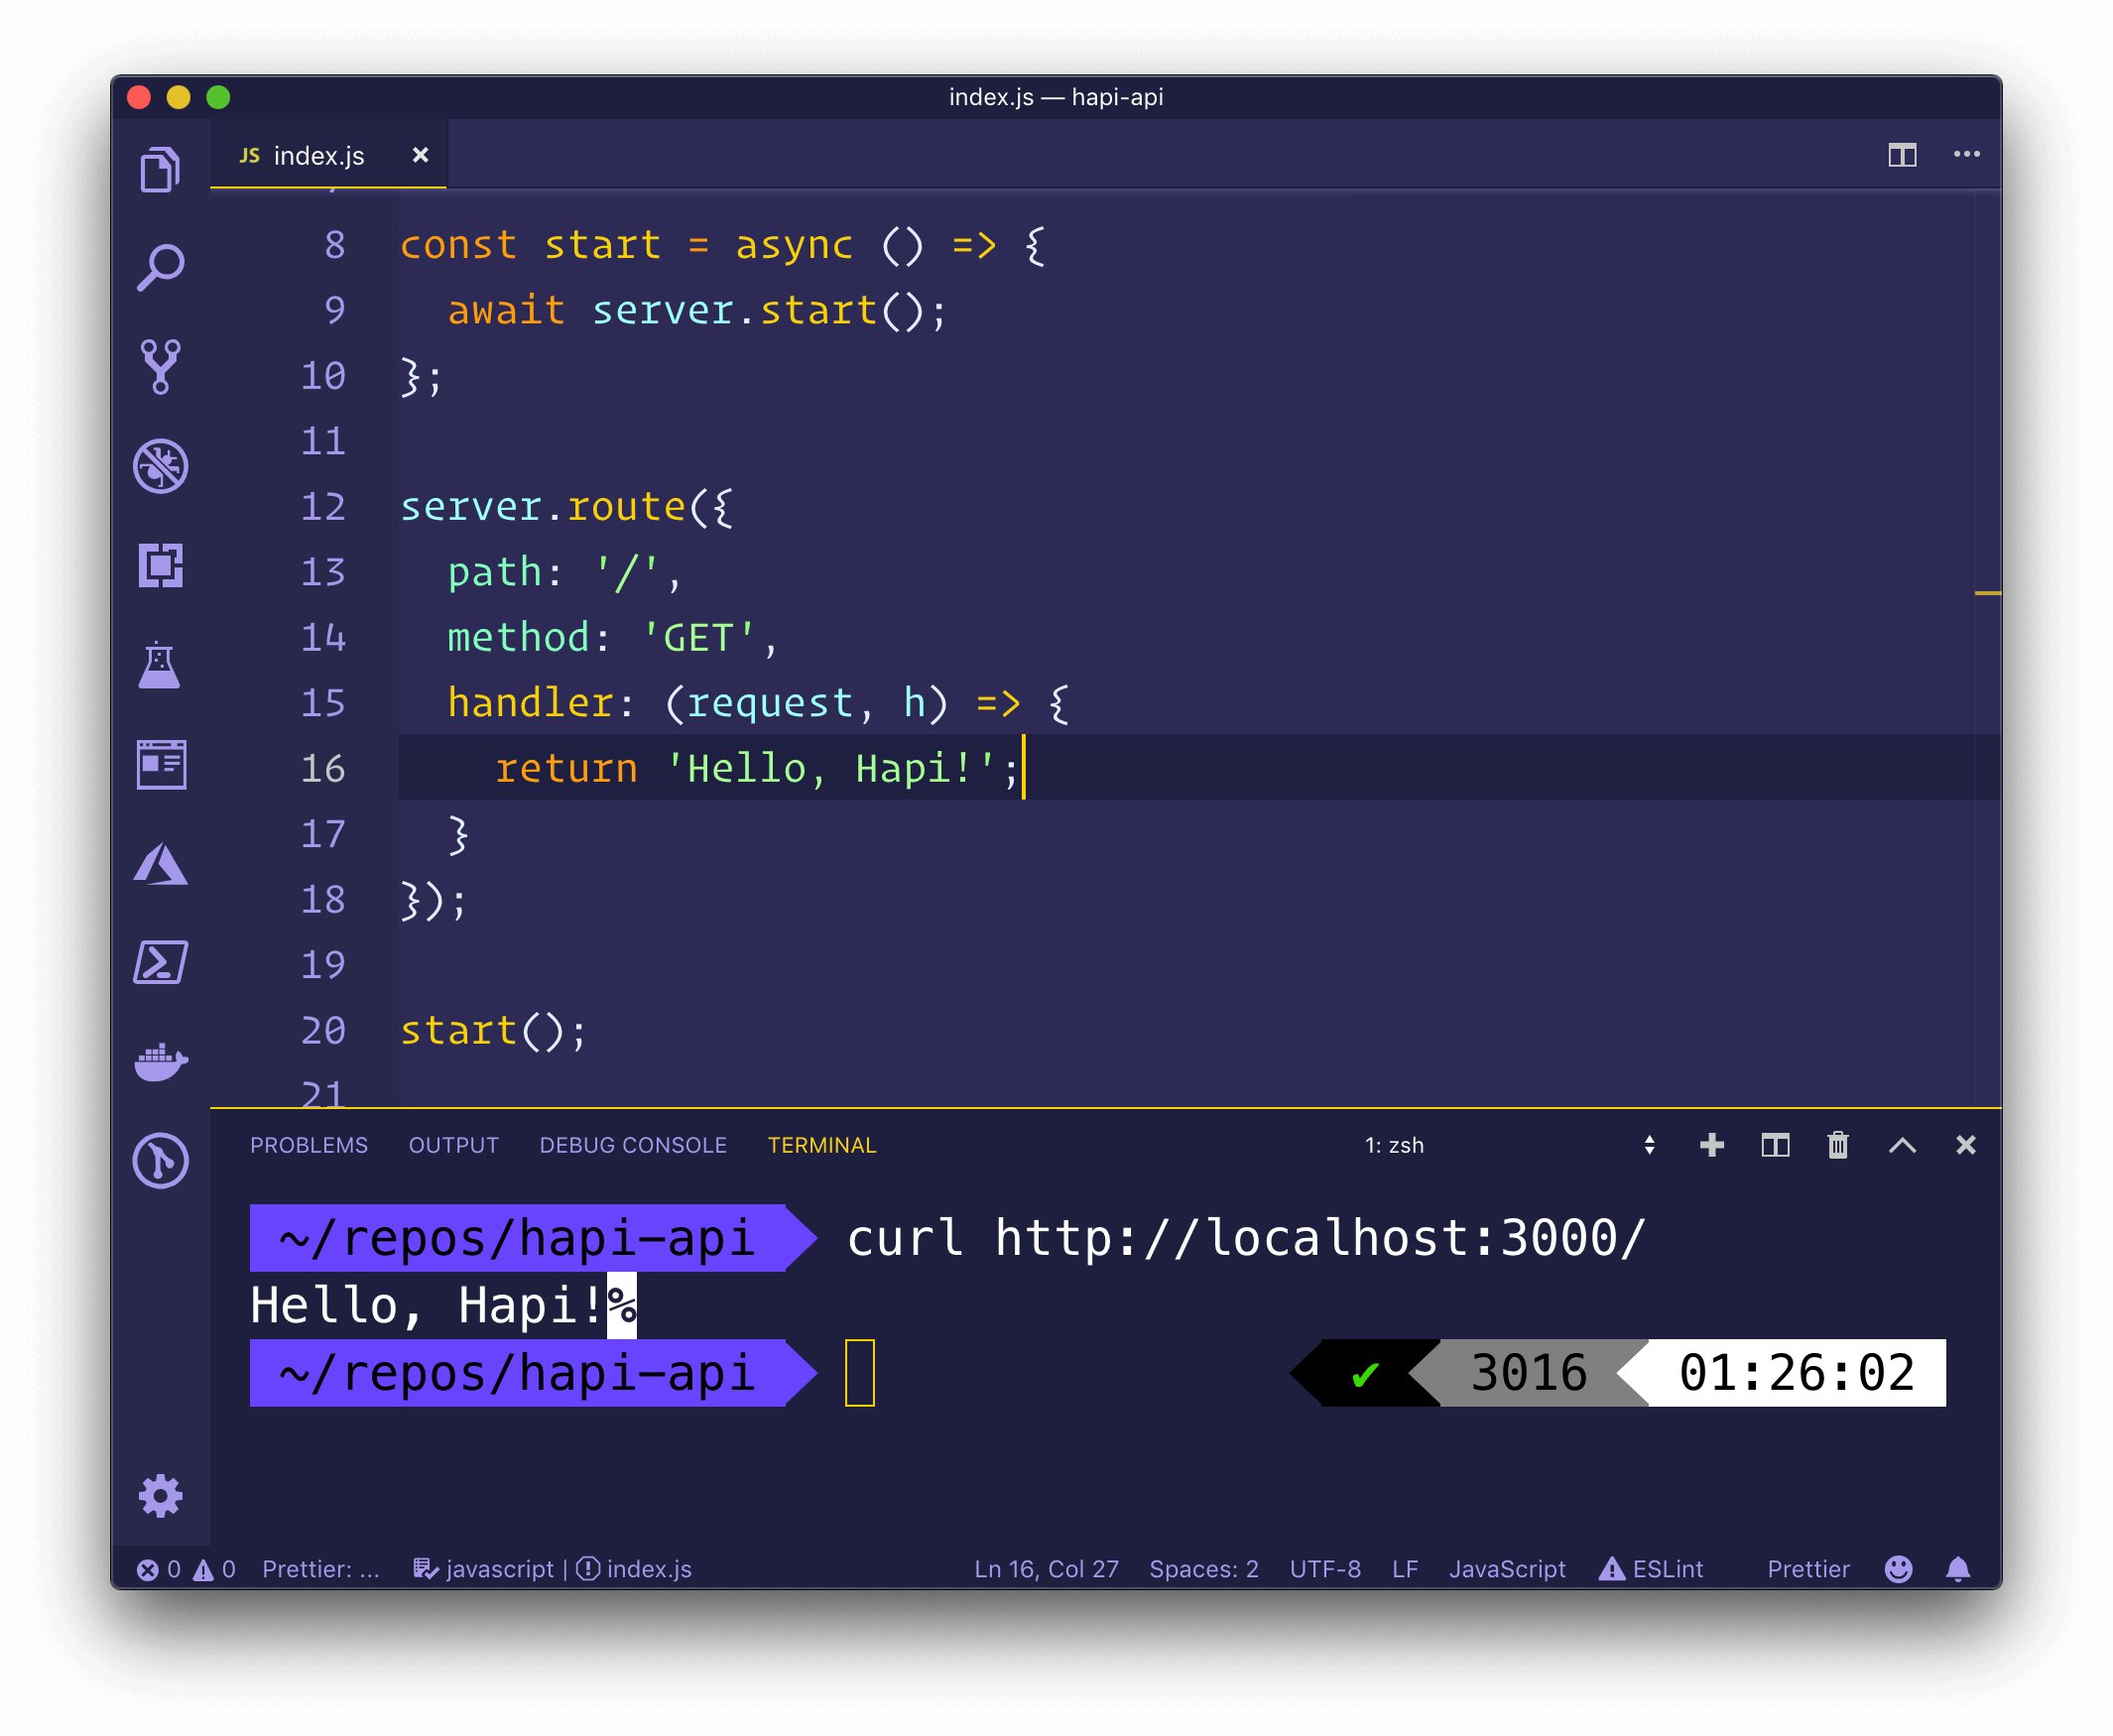 index.js — hapi-api
JS index.js
8 const start = async () => {
9 await server.start();
10 };
11
12 server.route({
13 path: '/',
14 method: 'GET',
15 handler: (request, h) => {
16 return 'Hello, Hapi!';
17 }
18 });
19
20 start();
21
PROBLEMS OUTPUT DEBUG CONSOLE TERMINAL 1: zsh
~/repos/hapi-api curl http://localhost:3000/
Hello, Hapi!%
~/repos/hapi-api ✔ 3016 01:26:02
0 0 Prettier: ... javascript | index.js Ln 16, Col 27 Spaces: 2 UTF-8 LF JavaScript ESLint Prettier